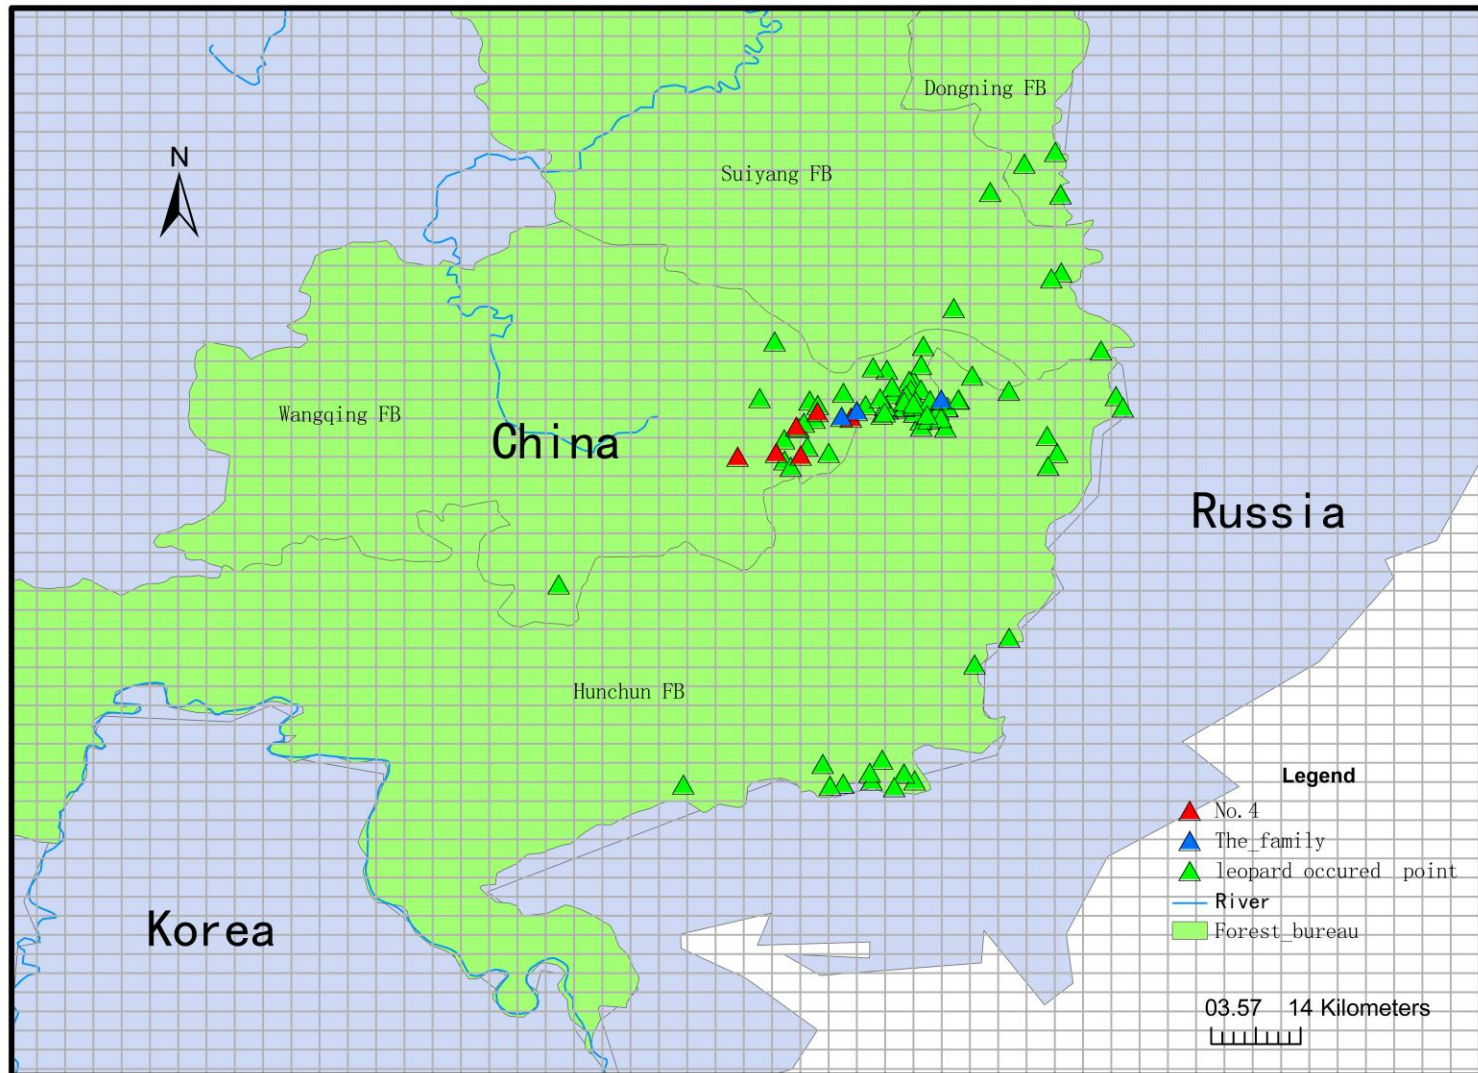 Dongning FB
N
Suiyang FB
Wangqing FB
China
Russia
Hunchun FB
Legend
No.4
The_family
leopard occured point
River
Forest_bureau
Korea
03.57 14 Kilometers